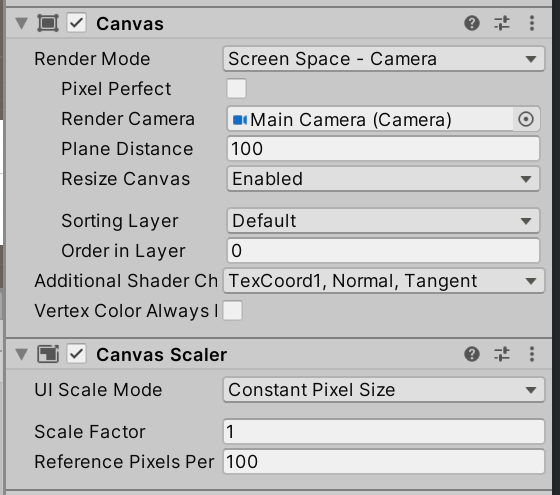 Canvas
Render Mode Screen Space - Camera
Pixel Perfect
Render Camera Main Camera (Camera)
Plane Distance 100
Resize Canvas Enabled
Sorting Layer Default
Order in Layer 0
Additional Shader Ch TexCoord1, Normal, Tangent
Vertex Color Always I
Canvas Scaler
UI Scale Mode Constant Pixel Size
Scale Factor 1
Reference Pixels Per 100